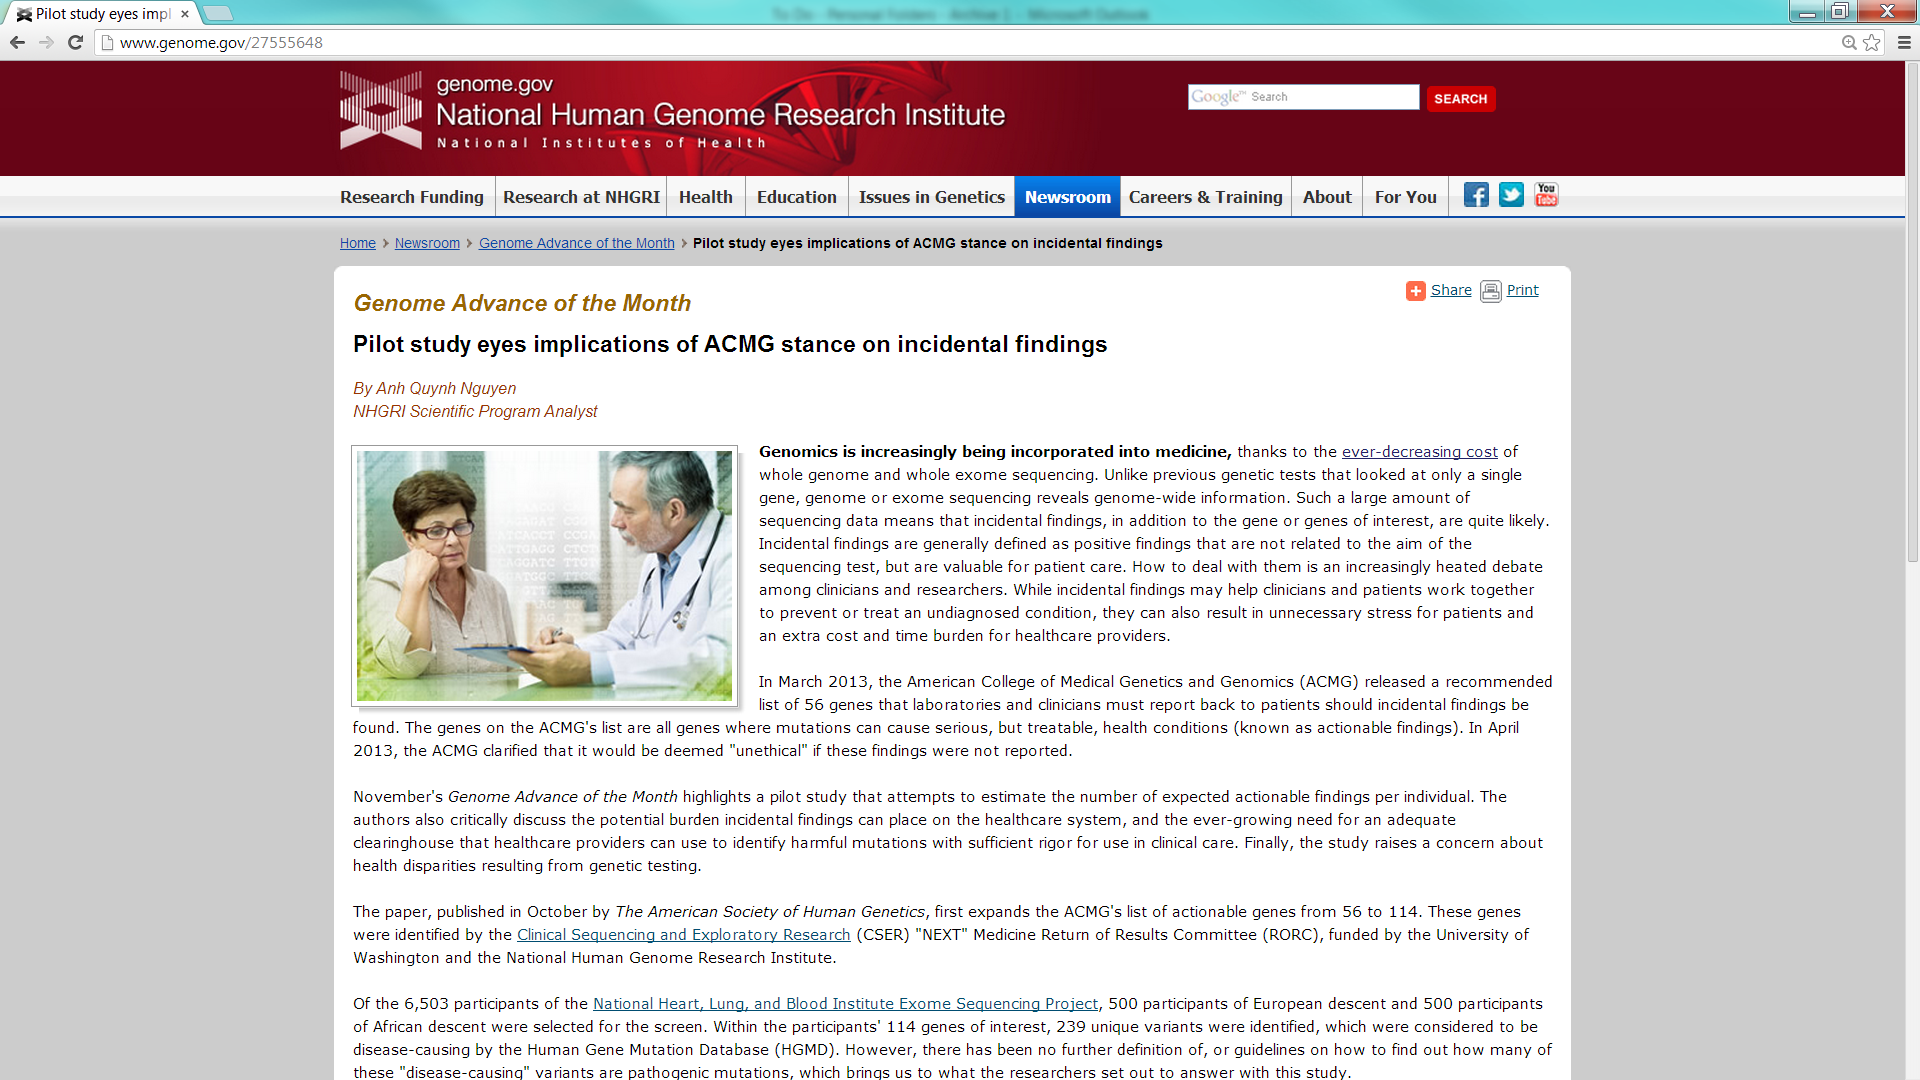 Pilot study eyes impl
To Do - Personal Folders - Archive 1 - Microsoft Outlook
www.genome.gov/27555648
genome.gov
National Human Genome Research Institute
National Institutes of Health
Google™ Search
SEARCH
Research Funding Research at NHGRI Health Education Issues in Genetics Newsroom Careers & Training About For You
You
Tube
Home Newsroom Genome Advance of the Month Pilot study eyes implications of ACMG stance on incidental findings
Share Print
Genome Advance of the Month
Pilot study eyes implications of ACMG stance on incidental findings
By Anh Quynh Nguyen
NHGRI Scientific Program Analyst
Genomics is increasingly being incorporated into medicine, thanks to the ever-decreasing cost of
whole genome and whole exome sequencing. Unlike previous genetic tests that looked at only a single
gene, genome or exome sequencing reveals genome-wide information. Such a large amount of
sequencing data means that incidental findings, in addition to the gene or genes of interest, are quite likely.
Incidental findings are generally defined as positive findings that are not related to the aim of the
sequencing test, but are valuable for patient care. How to deal with them is an increasingly heated debate
among clinicians and researchers. While incidental findings may help clinicians and patients work together
to prevent or treat an undiagnosed condition, they can also result in unnecessary stress for patients and
an extra cost and time burden for healthcare providers.
In March 2013, the American College of Medical Genetics and Genomics (ACMG) released a recommended
list of 56 genes that laboratories and clinicians must report back to patients should incidental findings be
found. The genes on the ACMG's list are all genes where mutations can cause serious, but treatable, health conditions (known as actionable findings). In April
2013, the ACMG clarified that it would be deemed "unethical" if these findings were not reported.
November's Genome Advance of the Month highlights a pilot study that attempts to estimate the number of expected actionable findings per individual. The
authors also critically discuss the potential burden incidental findings can place on the healthcare system, and the ever-growing need for an adequate
clearinghouse that healthcare providers can use to identify harmful mutations with sufficient rigor for use in clinical care. Finally, the study raises a concern about
health disparities resulting from genetic testing.
The paper, published in October by The American Society of Human Genetics, first expands the ACMG's list of actionable genes from 56 to 114. These genes
were identified by the Clinical Sequencing and Exploratory Research (CSER) "NEXT" Medicine Return of Results Committee (RORC), funded by the University of
Washington and the National Human Genome Research Institute.
Of the 6,503 participants of the National Heart, Lung, and Blood Institute Exome Sequencing Project, 500 participants of European descent and 500 participants
of African descent were selected for the screen. Within the participants' 114 genes of interest, 239 unique variants were identified, which were considered to be
disease-causing by the Human Gene Mutation Database (HGMD). However, there has been no further definition of, or guidelines on how to find out how many of
these "disease-causing" variants are pathogenic mutations, which brings us to what the researchers set out to answer with this study.